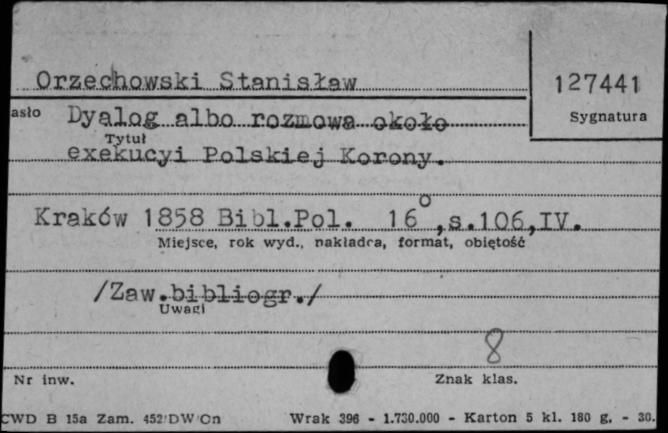 Orzechowski Stanisław
127441
Sygnatura
asło
Dyalog albo rozmowa około
Tytuł
exekucyi Polskiej Korony.
Kraków 1858 Bibl.Pol. 16°,s.106,IV.
Miejsce, rok wyd., nakładca, format, objętość
/Zaw.bibliogr./
Uwagi
8
Nr inw.
Znak klas.
CWD B 15a Zam. 452/DW/Cn Wrak 396 - 1.730.000 - Karton 5 kl. 180 g. - 30.